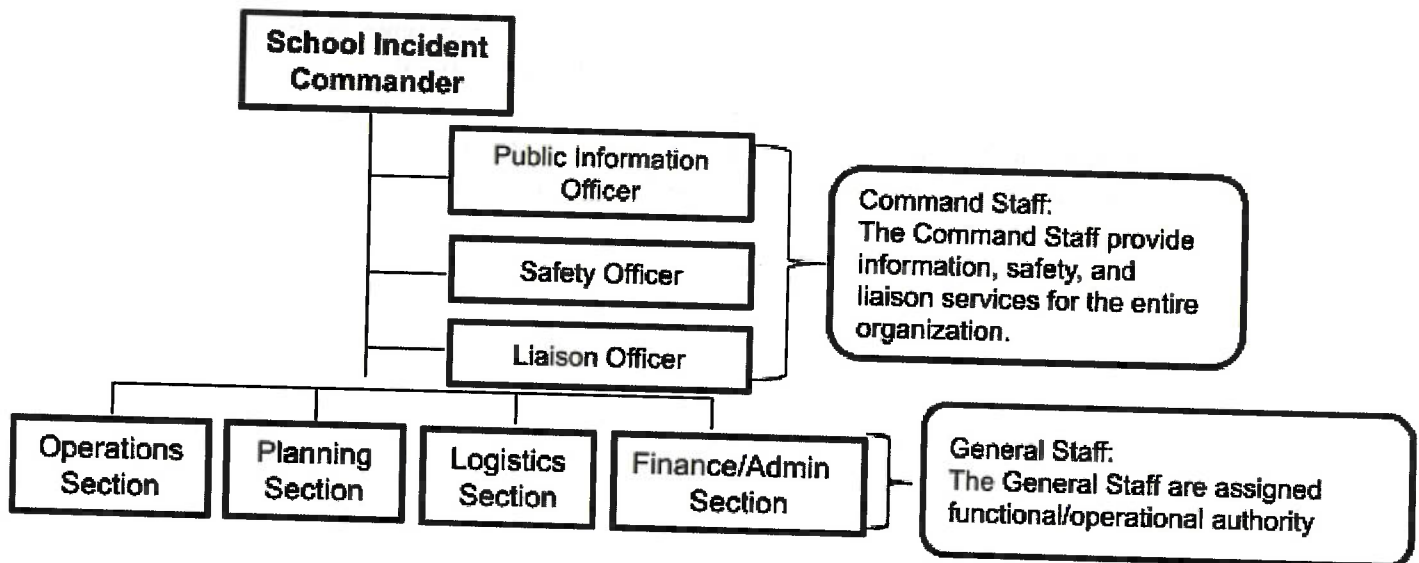 School Incident
Commander
Public Information
Officer
Safety Officer
Liaison Officer
Command Staff:
The Command Staff provide
information, safety, and
liaison services for the entire
organization.
Operations
Section
Planning
Section
Logistics
Section
Finance/Admin
Section
General Staff:
The General Staff are assigned
functional/operational authority